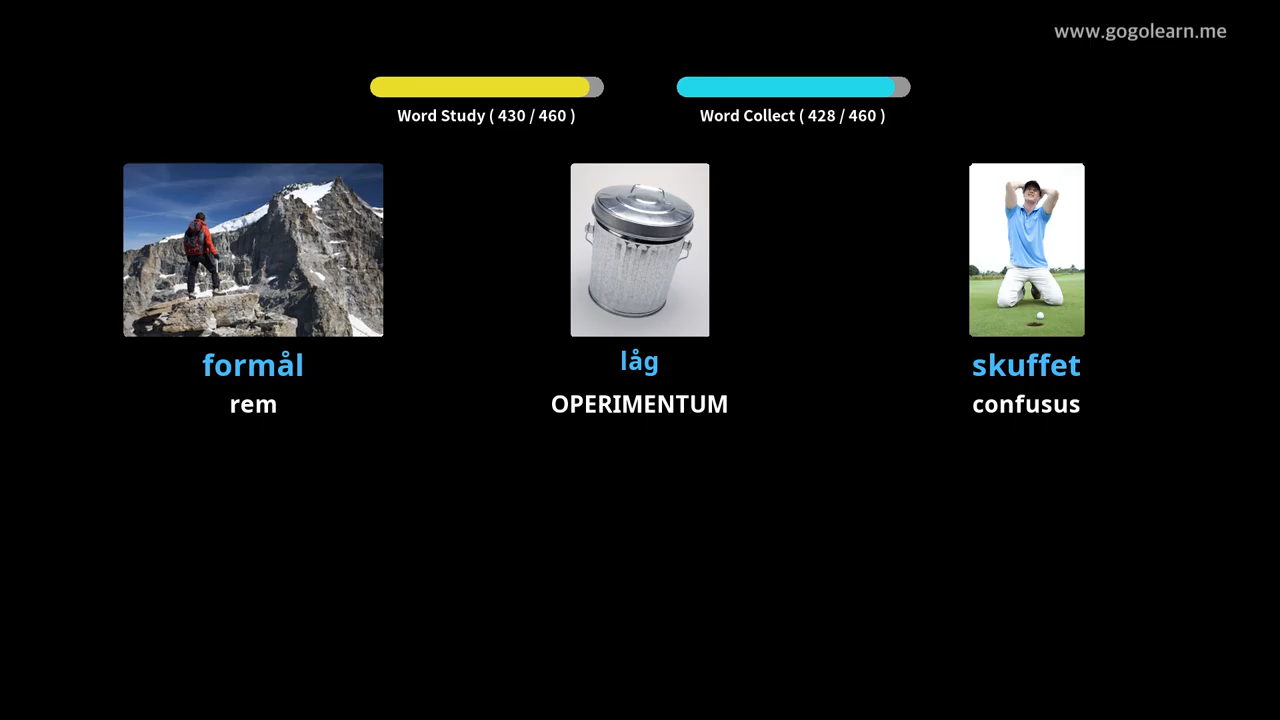 www.gogolearn.me
Word Study ( 430 / 460 )
Word Collect ( 428 / 460 )
formål
låg
skuffet
rem
OPERIMENTUM
confusus